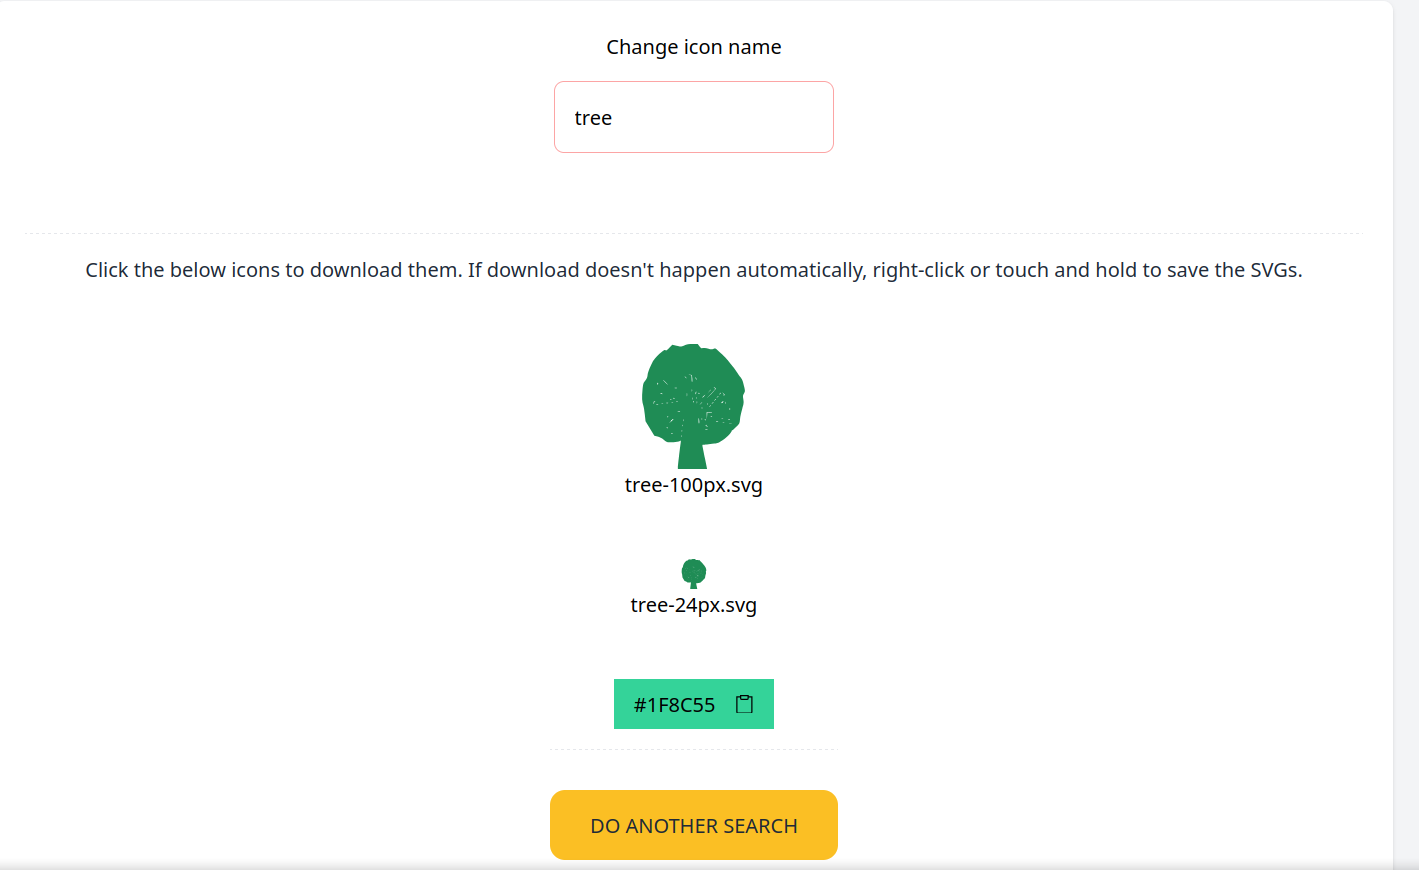 Change icon name
tree
Click the below icons to download them. If download doesn't happen automatically, right-click or touch and hold to save the SVGs.
tree-100px.svg
tree-24px.svg
#1F8C55
DO ANOTHER SEARCH